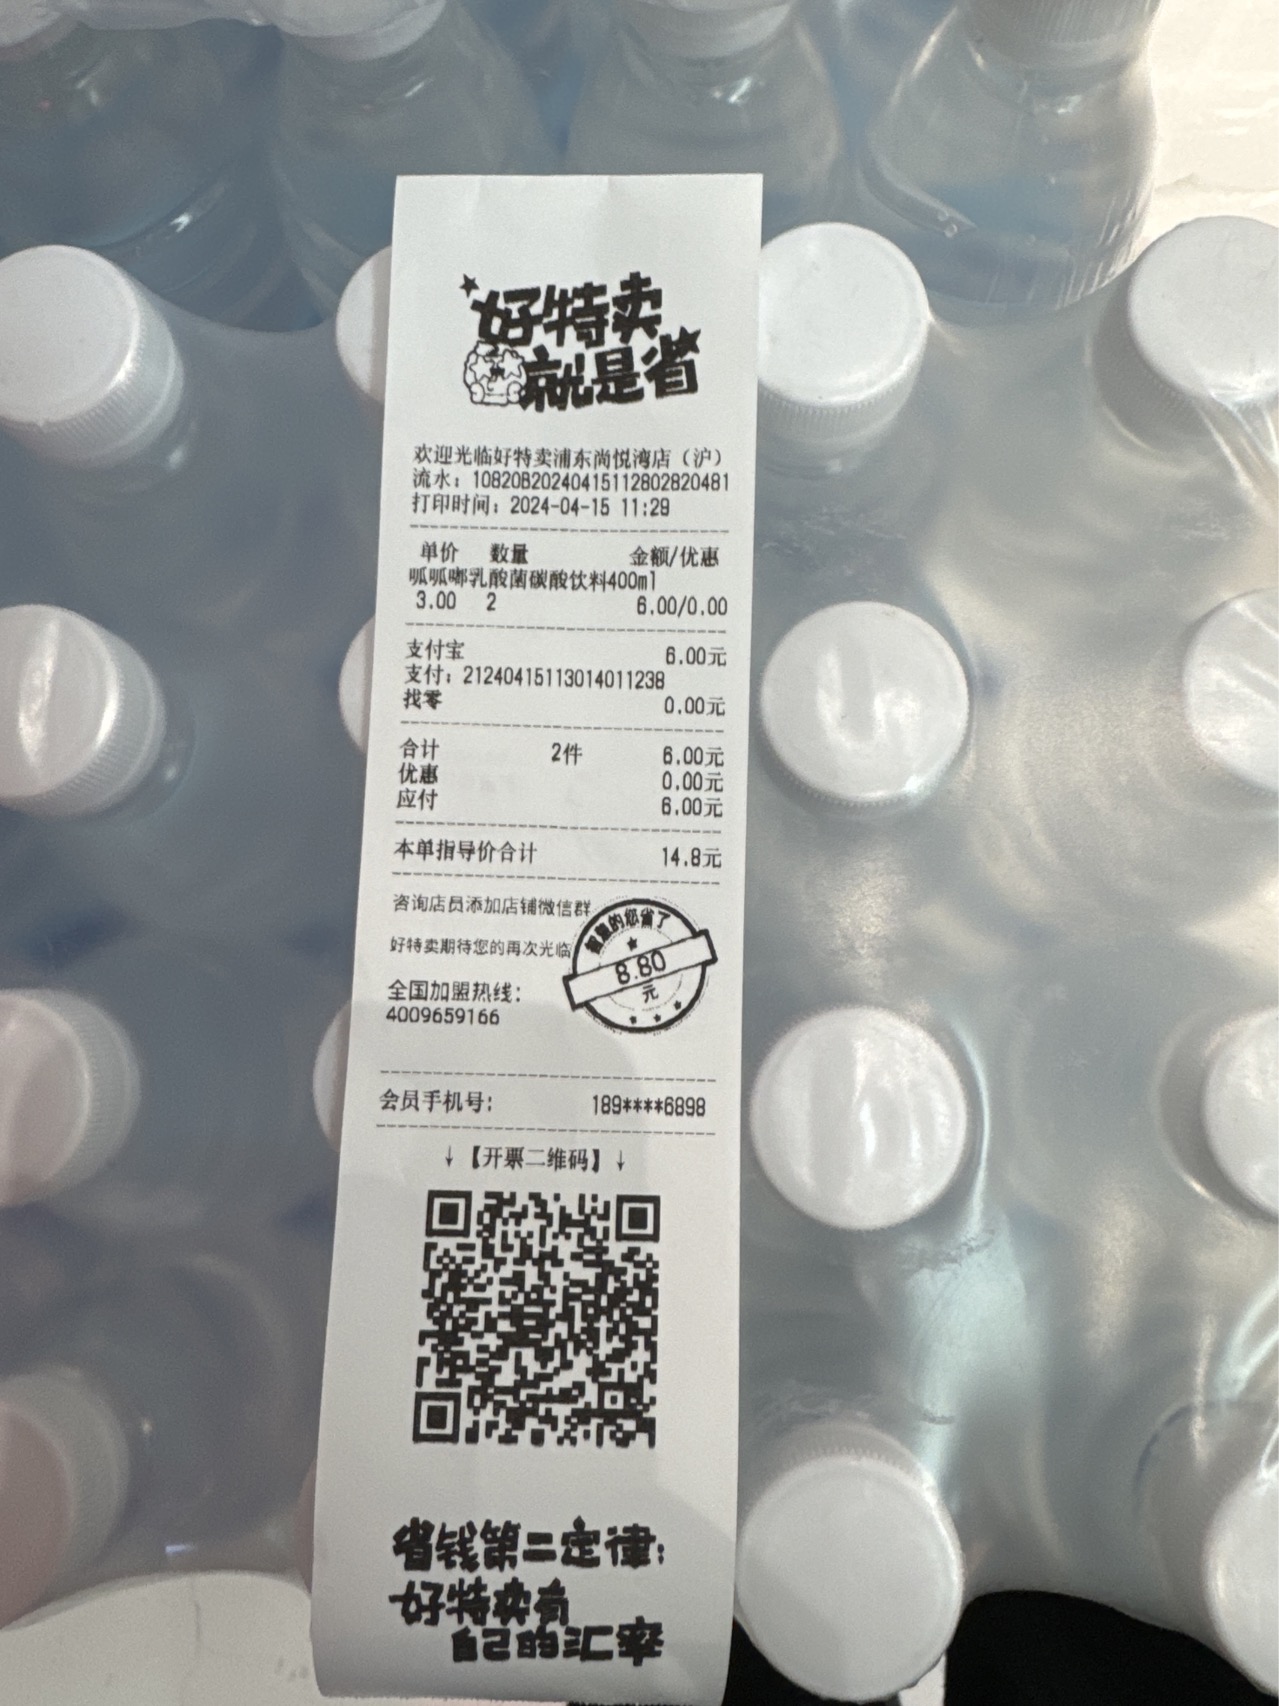 好特卖
就是省
欢迎光临好特卖浦东尚悦湾店（沪）
流水：10820B20240415112802820481
打印时间：2024-04-15 11:29
单价 数量 金额/优惠
呱呱嘟乳酸菌碳酸饮料400ml
3.00 2 6.00/0.00
支付宝 6.00元
支付：21240415113014011238
找零 0.00元
合计 2件 6.00元
优惠 0.00元
应付 6.00元
本单指导价合计 14.8元
咨询店员添加店铺微信群
好特卖期待您的再次光临
智慧的您省了
8.80
元
全国加盟热线：
4009659166
会员手机号： 189****6898
↓【开票二维码】↓
省钱第二定律：
好特卖有
自己的汇率